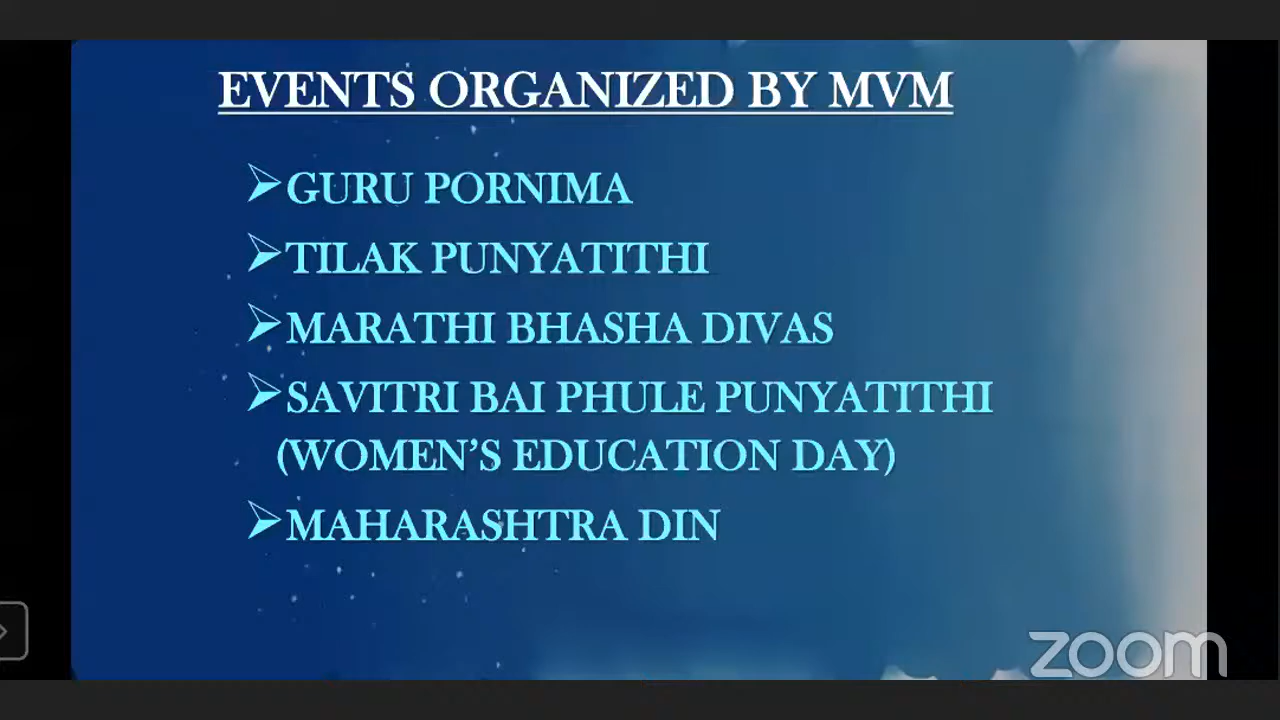 EVENTS ORGANIZED BY MVM
GURU PORNIMA
TILAK PUNYATITHI
MARATHI BHASHA DIVAS
SAVITRI BAI PHULE PUNYATITHI
(WOMEN'S EDUCATION DAY)
MAHARASHTRA DIN
zoom